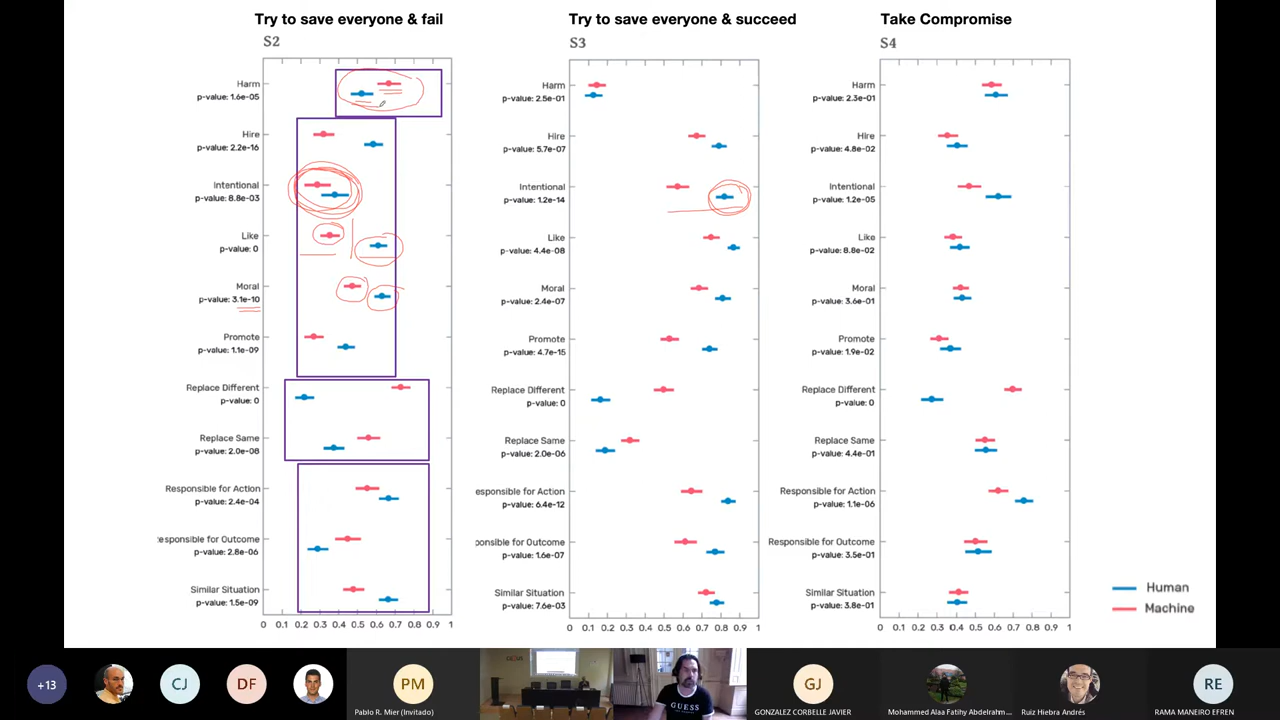 Try to save everyone & fail
Try to save everyone & succeed
Take Compromise
S2
Harm
p-value: 1.6e-05
Hire
p-value: 2.2e-16
Intentional
p-value: 8.8e-03
Like
p-value: 0
Moral
p-value: 3.1e-10
Promote
p-value: 1.1e-09
Replace Different
p-value: 0
Replace Same
p-value: 2.0e-08
Responsible for Action
p-value: 2.4e-04
esponsible for Outcome
p-value: 2.8e-06
Similar Situation
p-value: 1.5e-09
0 0.1 0.2 0.3 0.4 0.5 0.6 0.7 0.8 0.9 1
S3
Harm
p-value: 2.5e-01
Hire
p-value: 5.7e-07
Intentional
p-value: 1.2e-14
Like
p-value: 4.4e-08
Moral
p-value: 2.4e-07
Promote
p-value: 4.7e-15
Replace Different
p-value: 0
Replace Same
p-value: 2.0e-06
esponsible for Action
p-value: 6.4e-12
ponsible for Outcome
p-value: 1.6e-07
Similar Situation
p-value: 7.6e-03
0 0.1 0.2 0.3 0.4 0.5 0.6 0.7 0.8 0.9 1
S4
Harm
p-value: 2.3e-01
Hire
p-value: 4.8e-02
Intentional
p-value: 1.2e-05
Like
p-value: 8.8e-02
Moral
p-value: 3.6e-01
Promote
p-value: 1.9e-02
Replace Different
p-value: 0
Replace Same
p-value: 4.4e-01
Responsible for Action
p-value: 1.1e-06
Responsible for Outcome
p-value: 3.5e-01
Similar Situation
p-value: 3.8e-01
0.1 0.2 0.3 0.4 0.5 0.6 0.7 0.8 0.9 1
Human
Machine
+13
CJ
DF
PM
Pablo R. Mier (Invitado)
GUESS
GJ
GONZALEZ CORBELLE JAVIER
Mohammed Alaa Fatihy Abdelrahm...
Ruiz Hiebra Andrés
RE
RAMA MANEIRO EFREN